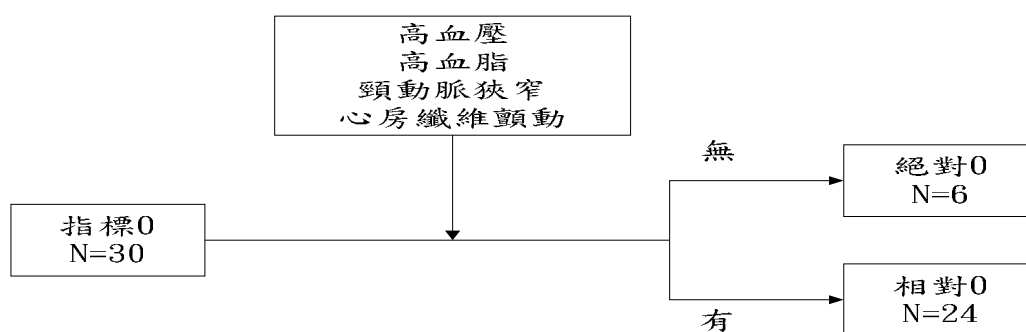 高血壓
高血脂
頸動脈狹窄
心房纖維顫動
無
絕對0
N=6
指標0
N=30
相對0
N=24
有